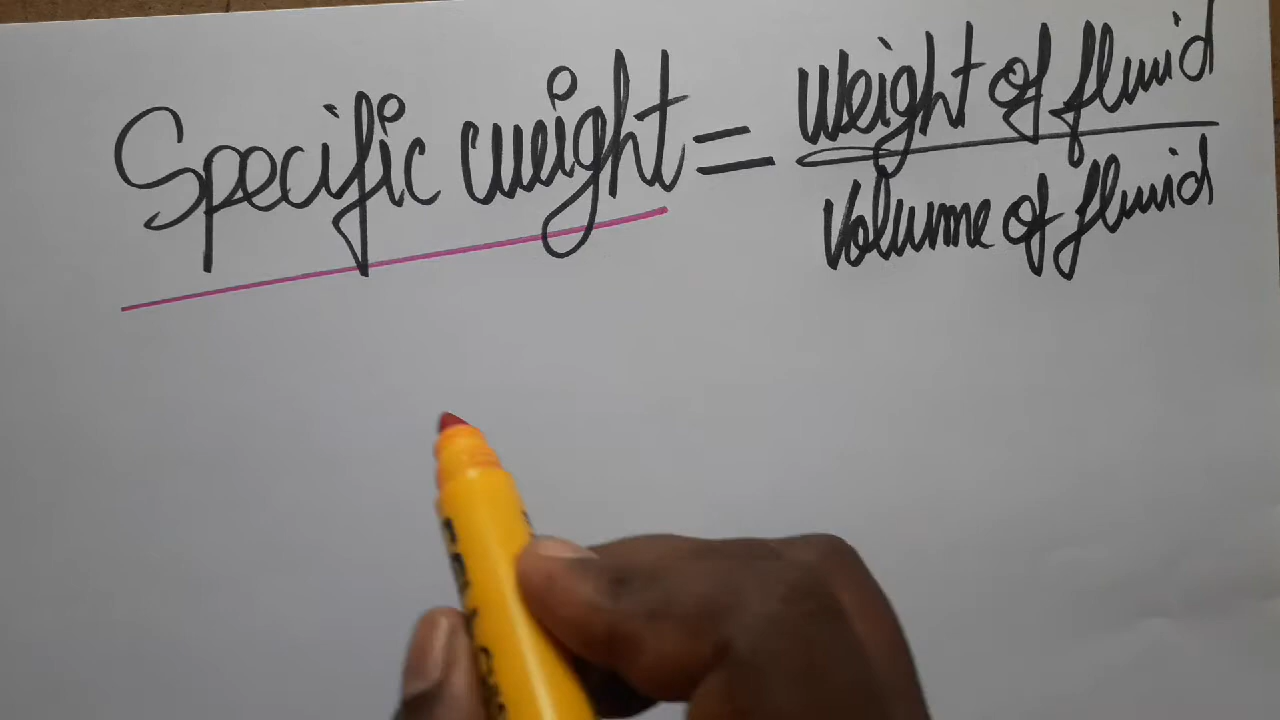 Specific weight = Weight of fluid
Volume of fluid